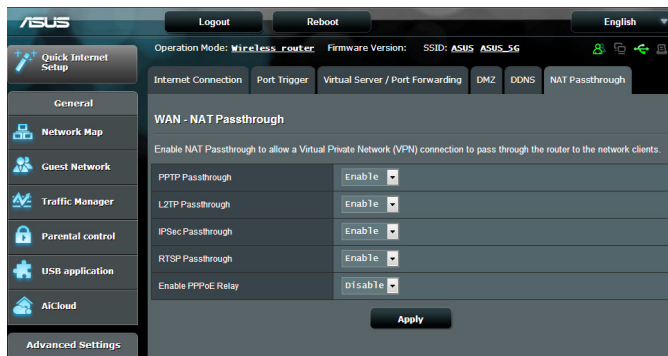 ASUS
Logout
Reboot
English
Quick Internet
Setup
Operation Mode: Wireless router Firmware Version: SSID: ASUS ASUS_5G
Internet Connection
Port Trigger
Virtual Server / Port Forwarding
DMZ
DDNS
NAT Passthrough
General
Network Map
Guest Network
Traffic Manager
Parental control
USB application
AiCloud
Advanced Settings
WAN - NAT Passthrough
Enable NAT Passthrough to allow a Virtual Private Network (VPN) connection to pass through the router to the network clients.
PPTP Passthrough Enable
L2TP Passthrough Enable
IPSec Passthrough Enable
RTSP Passthrough Enable
Enable PPPoE Relay Disable
Apply